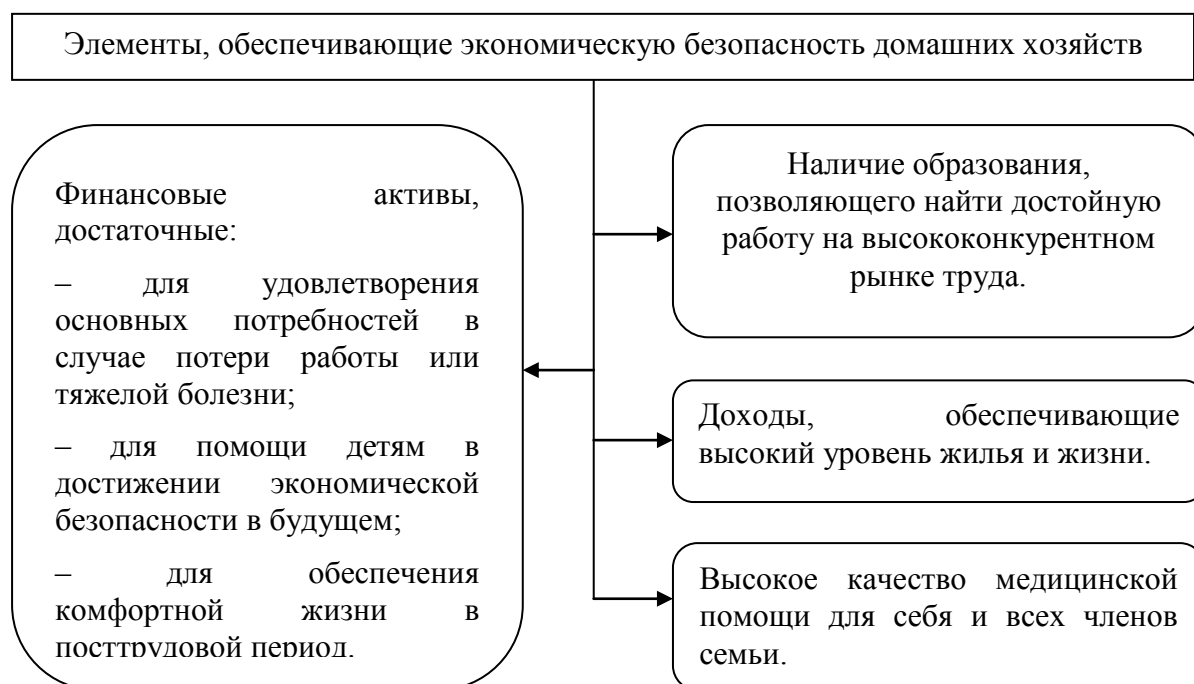 Элементы, обеспечивающие экономическую безопасность домашних хозяйств
Финансовые активы,
достаточные:
– для удовлетворения
основных потребностей в
случае потери работы или
тяжелой болезни;
– для помощи детям в
достижении экономической
безопасности в будущем;
– для обеспечения
комфортной жизни в
посттрудовой период.
Наличие образования,
позволяющего найти достойную
работу на высококонкурентном
рынке труда.
Доходы, обеспечивающие
высокий уровень жилья и жизни.
Высокое качество медицинской
помощи для себя и всех членов
семьи.